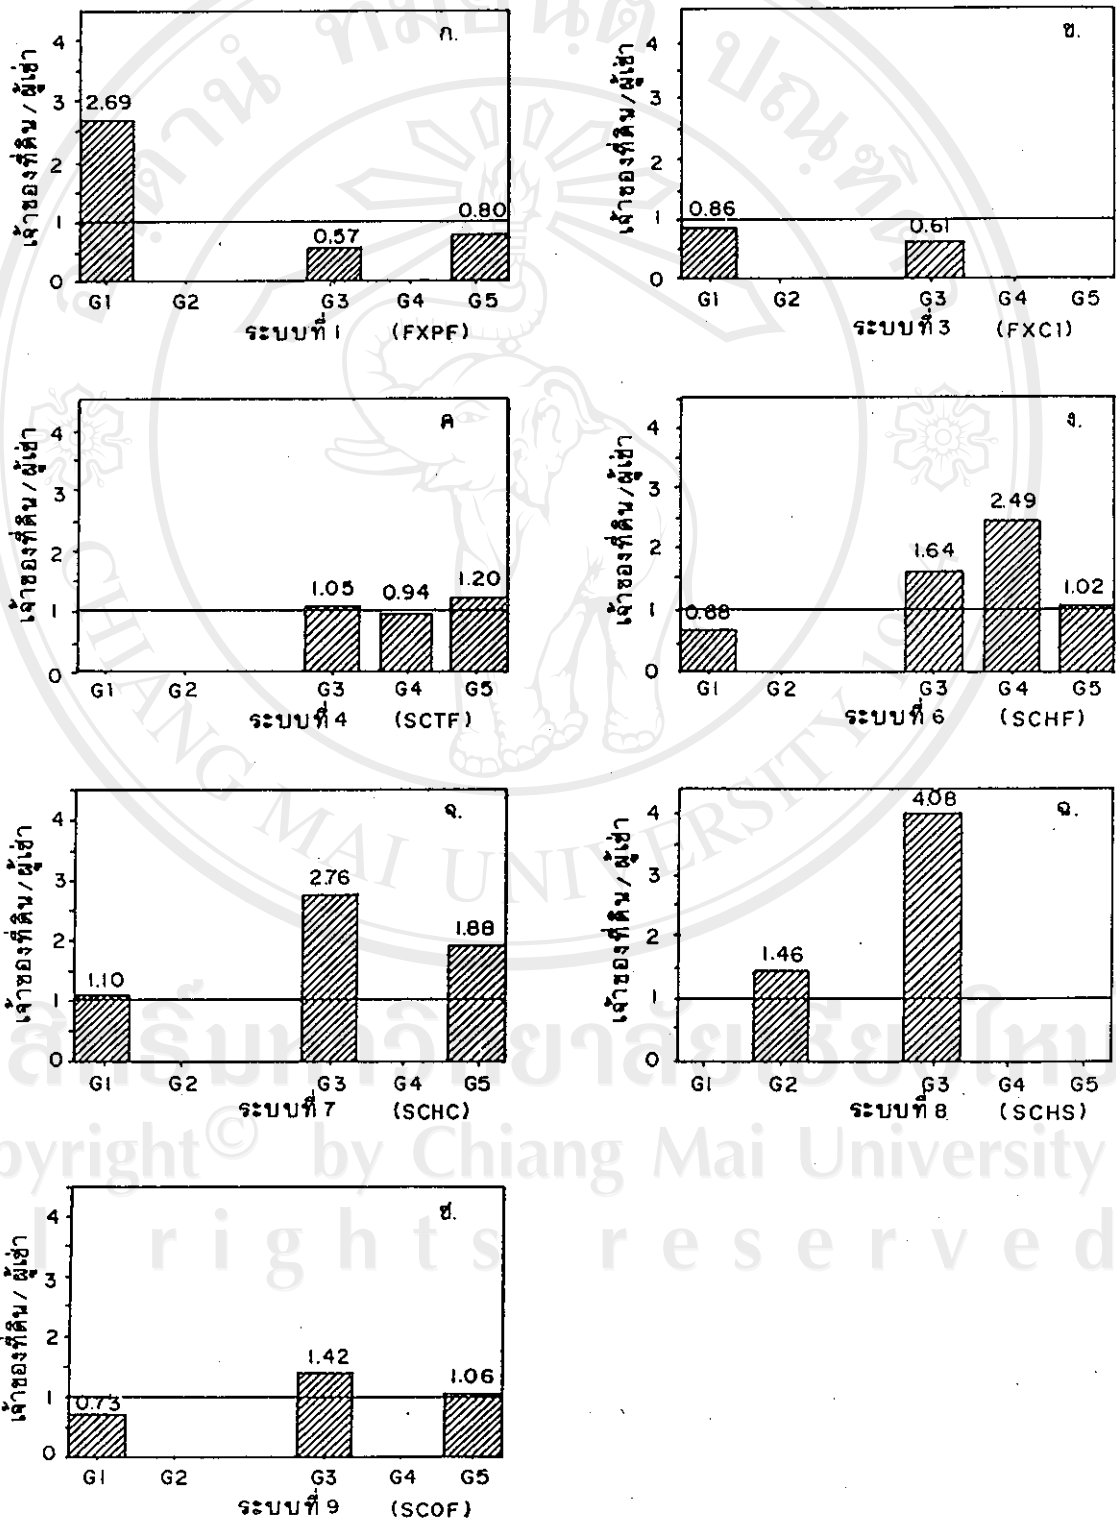 ก.
เจ้าของที่ดิน/ผู้เช่า
4
3
2
1
0
2.69
0.57
0.80
G1 G2 G3 G4 G5
ระบบที่ 1 (FXPF)
ข.
เจ้าของที่ดิน/ผู้เช่า
4
3
2
1
0
0.86
0.61
G1 G2 G3 G4 G5
ระบบที่ 3 (FXC1)
ค
เจ้าของที่ดิน/ผู้เช่า
4
3
2
1
0
1.05
0.94
1.20
G1 G2 G3 G4 G5
ระบบที่ 4 (SCTF)
ง.
เจ้าของที่ดิน/ผู้เช่า
4
3
2
1
0
0.68
1.64
2.49
1.02
G1 G2 G3 G4 G5
ระบบที่ 6 (SCHF)
จ.
เจ้าของที่ดิน/ผู้เช่า
4
3
2
1
0
1.10
2.76
1.88
G1 G2 G3 G4 G5
ระบบที่ 7 (SCHC)
ฉ.
เจ้าของที่ดิน/ผู้เช่า
4
3
2
1
0
1.46
4.08
G1 G2 G3 G4 G5
ระบบที่ 8 (SCHS)
ช.
เจ้าของที่ดิน/ผู้เช่า
4
3
2
1
0
0.73
1.42
1.06
G1 G2 G3 G4 G5
ระบบที่ 9 (SCOF)
CHIANG MAI UNIVERSITY
pyright© by Chiang Mai University
l rights reserved